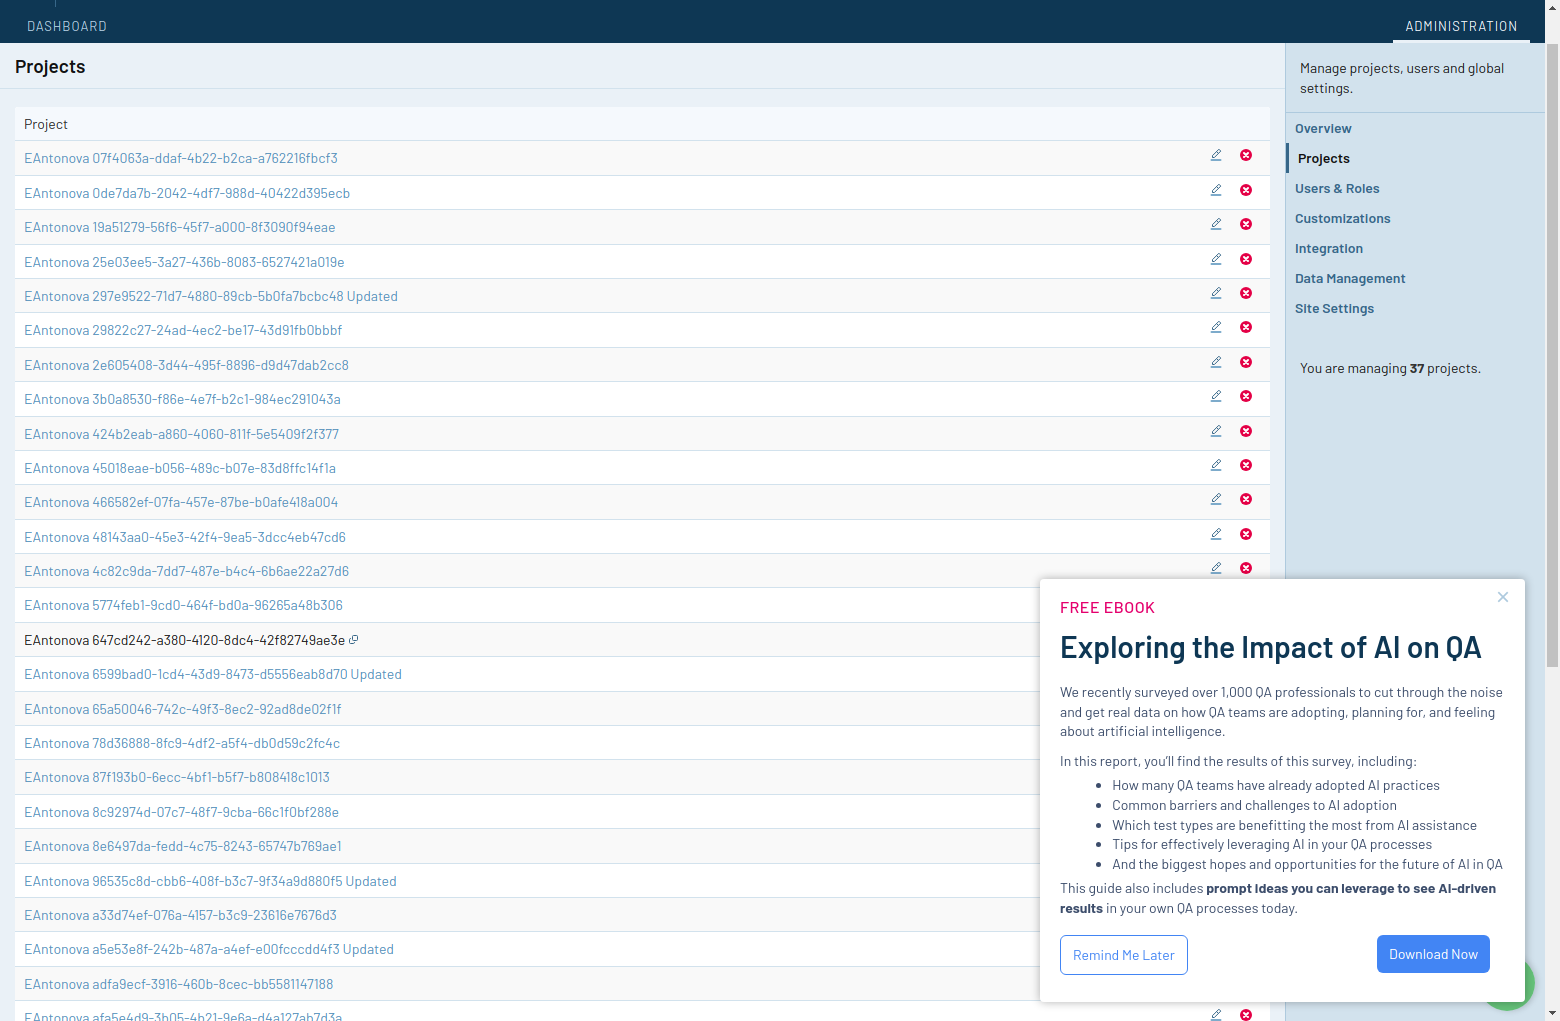 DASHBOARD
ADMINISTRATION
Projects
Project
EAntonova 07f4063a-ddaf-4b22-b2ca-a762216fbcf3
EAntonova 0de7da7b-2042-4df7-988d-40422d395ecb
EAntonova 19a51279-56f6-45f7-a000-8f3090f94eae
EAntonova 25e03ee5-3a27-436b-8083-6527421a019e
EAntonova 297e9522-71d7-4880-89cb-5b0fa7bcbc48 Updated
EAntonova 29822c27-24ad-4ec2-be17-43d91fb0bbbf
EAntonova 2e605408-3d44-495f-8896-d9d47dab2cc8
EAntonova 3b0a8530-f86e-4e7f-b2c1-984ec291043a
EAntonova 424b2eab-a860-4060-811f-5e5409f2f377
EAntonova 45018eae-b056-489c-b07e-83d8ffc14f1a
EAntonova 466582ef-07fa-457e-87be-b0afe418a004
EAntonova 48143aa0-45e3-42f4-9ea5-3dcc4eb47cd6
EAntonova 4c82c9da-7dd7-487e-b4c4-6b6ae22a27d6
EAntonova 5774feb1-9cd0-464f-bd0a-96265a48b306
EAntonova 647cd242-a380-4120-8dc4-42f82749ae3e
EAntonova 6599bad0-1cd4-43d9-8473-d5556eab8d70 Updated
EAntonova 65a50046-742c-49f3-8ec2-92ad8de02f1f
EAntonova 78d36888-8fc9-4df2-a5f4-db0d59c2fc4c
EAntonova 87f193b0-6ecc-4bf1-b5f7-b808418c1013
EAntonova 8c92974d-07c7-48f7-9cba-66c1f0bf288e
EAntonova 8e6497da-fedd-4c75-8243-65747b769ae1
EAntonova 96535c8d-cbb6-408f-b3c7-9f34a9d880f5 Updated
EAntonova a33d74ef-076a-4157-b3c9-23616e7676d3
EAntonova a5e53e8f-242b-487a-a4ef-e00fcccdd4f3 Updated
EAntonova adfa9ecf-3916-460b-8cec-bb5581147188
EAntonova afa5e4d9-3b05-4b21-9e6a-d4a127ab7d3a
Manage projects, users and global
settings.
Overview
Projects
Users & Roles
Customizations
Integration
Data Management
Site Settings
You are managing 37 projects.
FREE EBOOK
Exploring the Impact of AI on QA
We recently surveyed over 1,000 QA professionals to cut through the noise
and get real data on how QA teams are adopting, planning for, and feeling
about artificial intelligence.
In this report, you’ll find the results of this survey, including:
• How many QA teams have already adopted AI practices
• Common barriers and challenges to AI adoption
• Which test types are benefitting the most from AI assistance
• Tips for effectively leveraging AI in your QA processes
• And the biggest hopes and opportunities for the future of AI in QA
This guide also includes prompt ideas you can leverage to see AI-driven
results in your own QA processes today.
Remind Me Later
Download Now